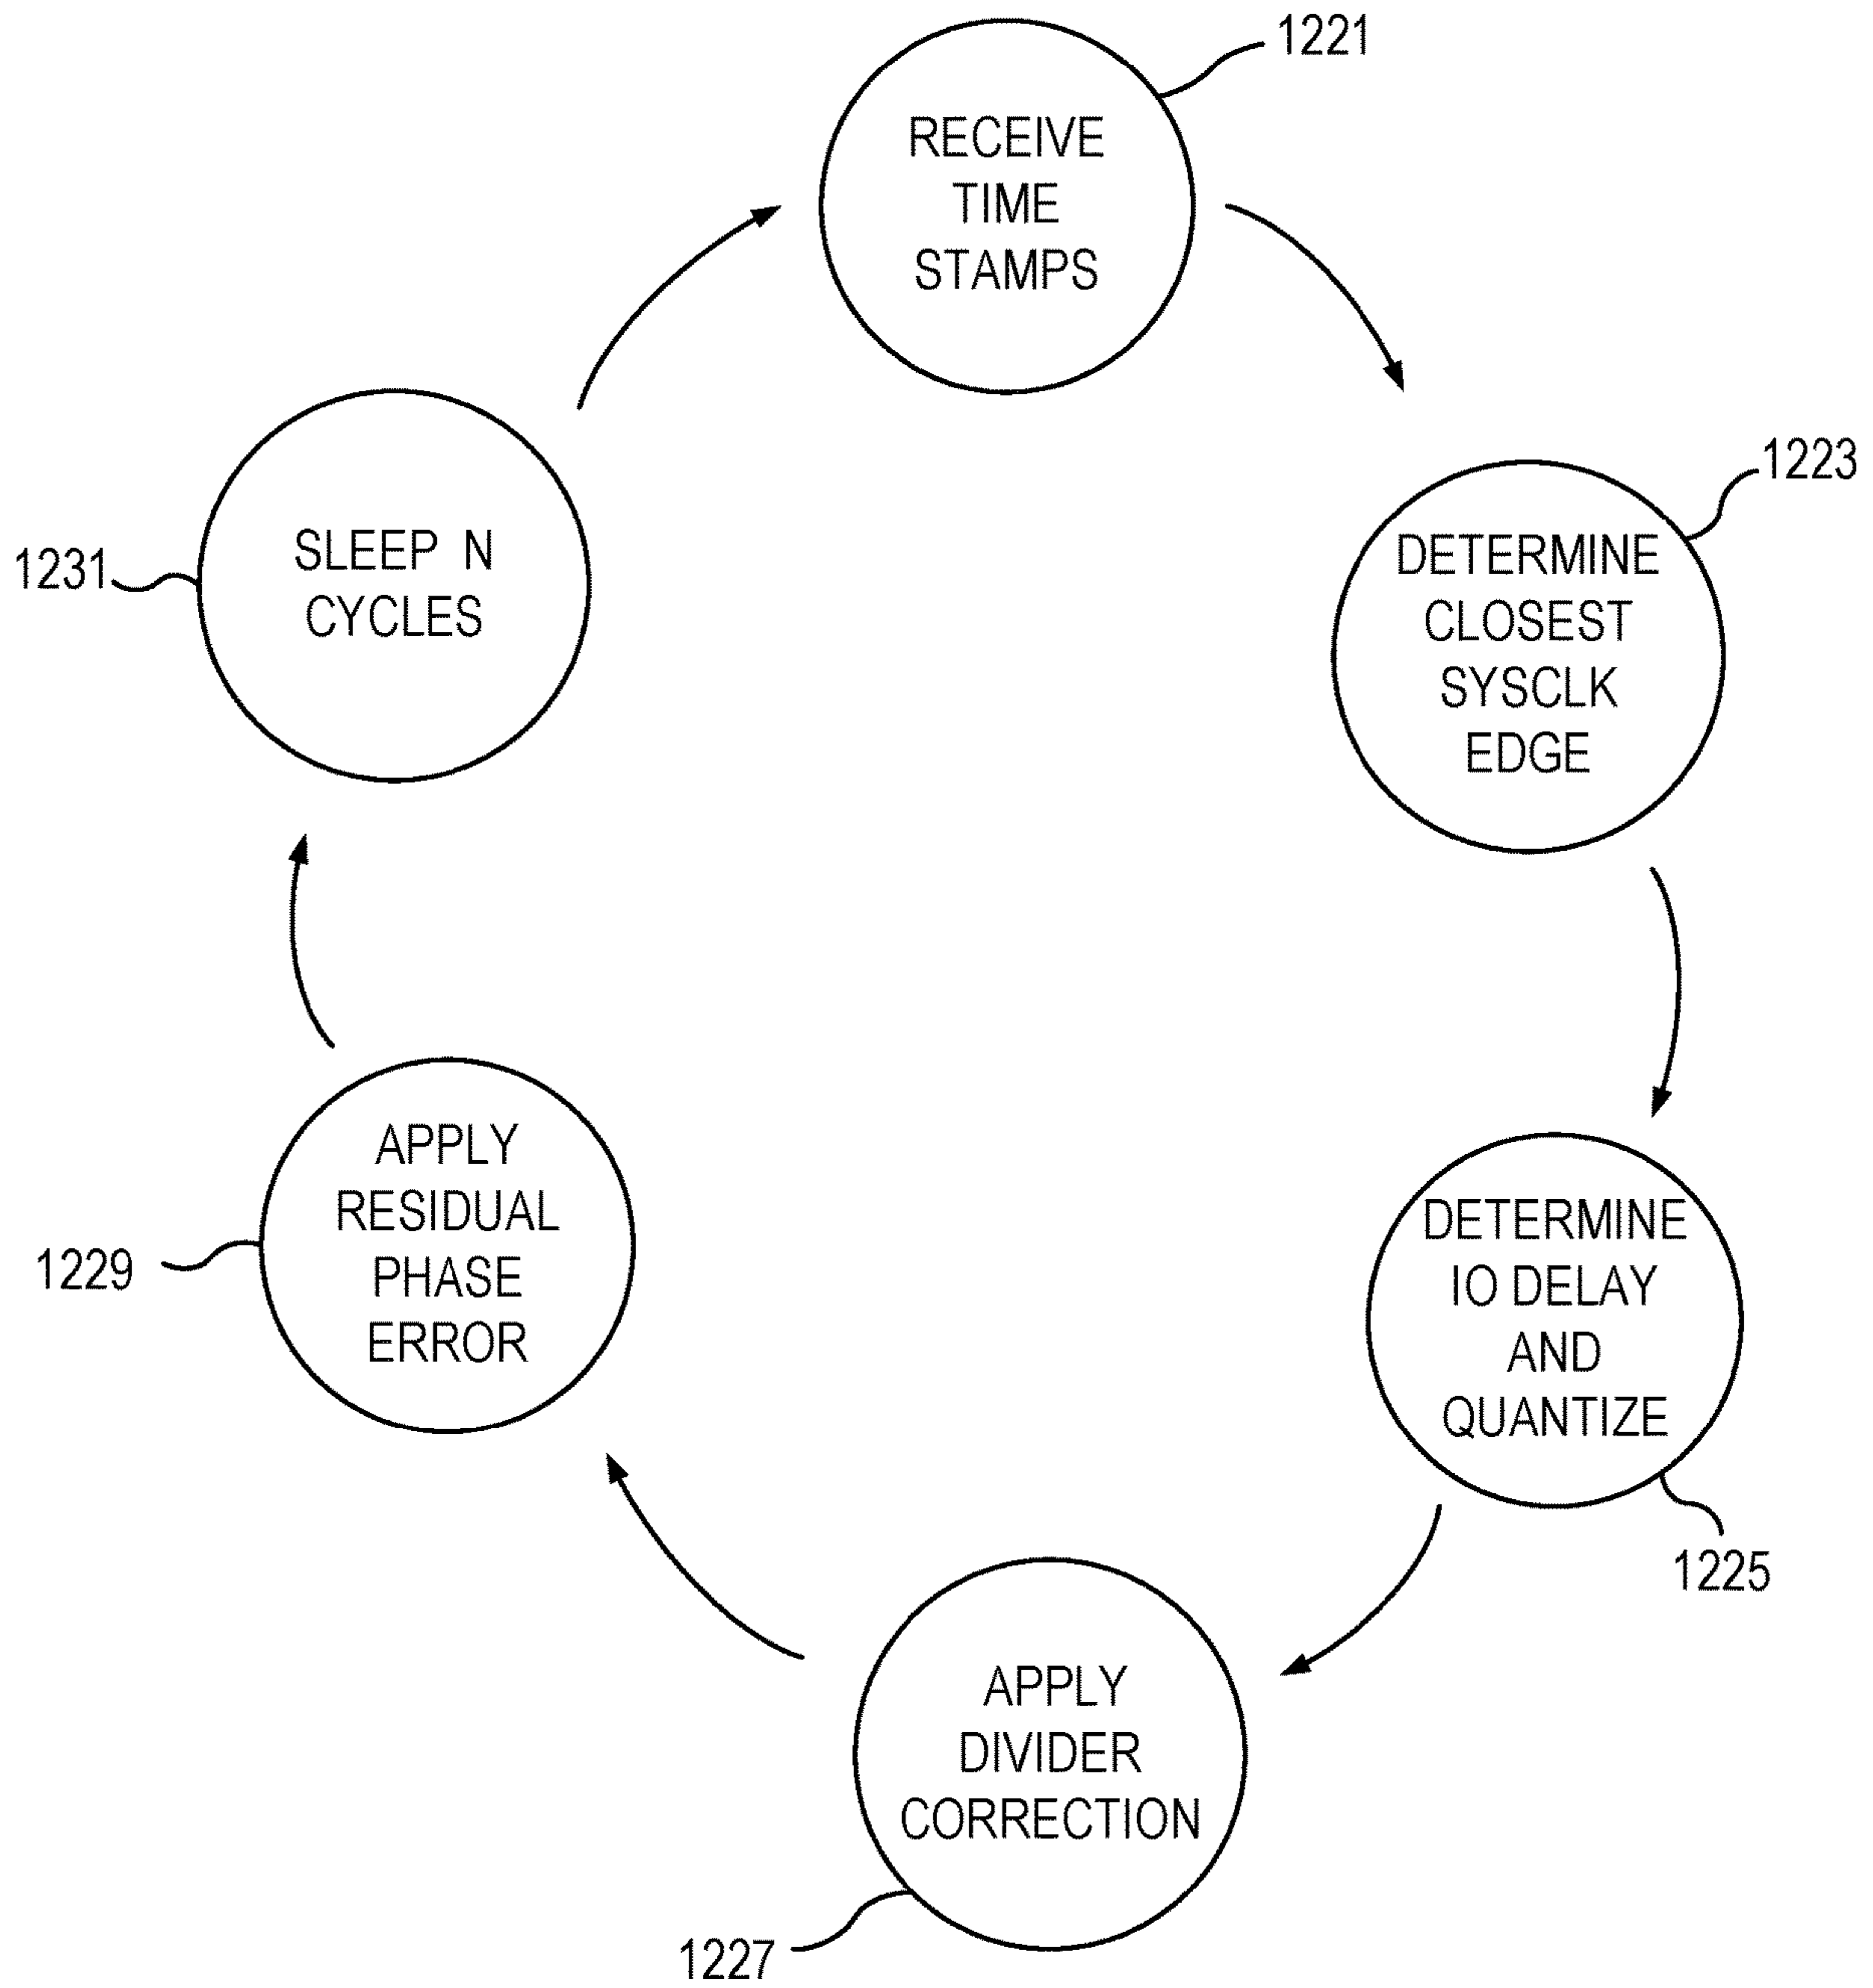 1221
RECEIVE
TIME
STAMPS
1223
DETERMINE
CLOSEST
SYSCLK
EDGE
DETERMINE
IO DELAY
AND
QUANTIZE
1225
APPLY
DIVIDER
CORRECTION
1227
APPLY
RESIDUAL
PHASE
ERROR
1229
SLEEP N
CYCLES
1231